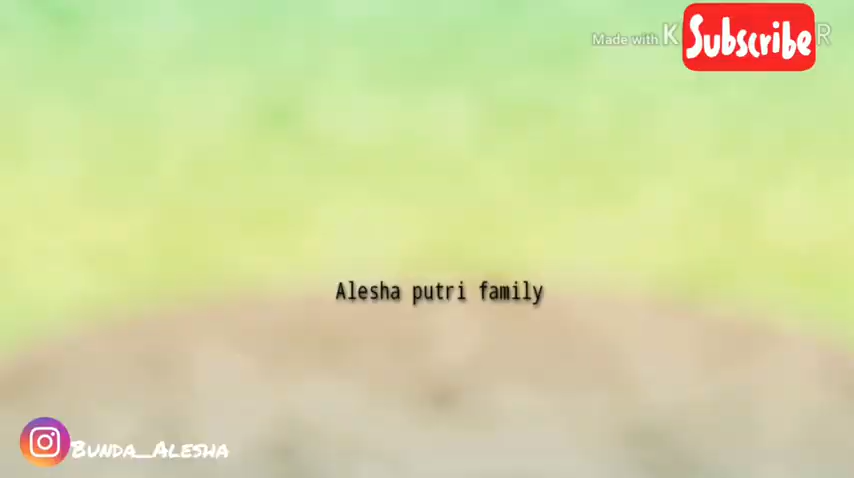 Made with K
Subscribe
R
Alesha putri family
Bunda_Alesha